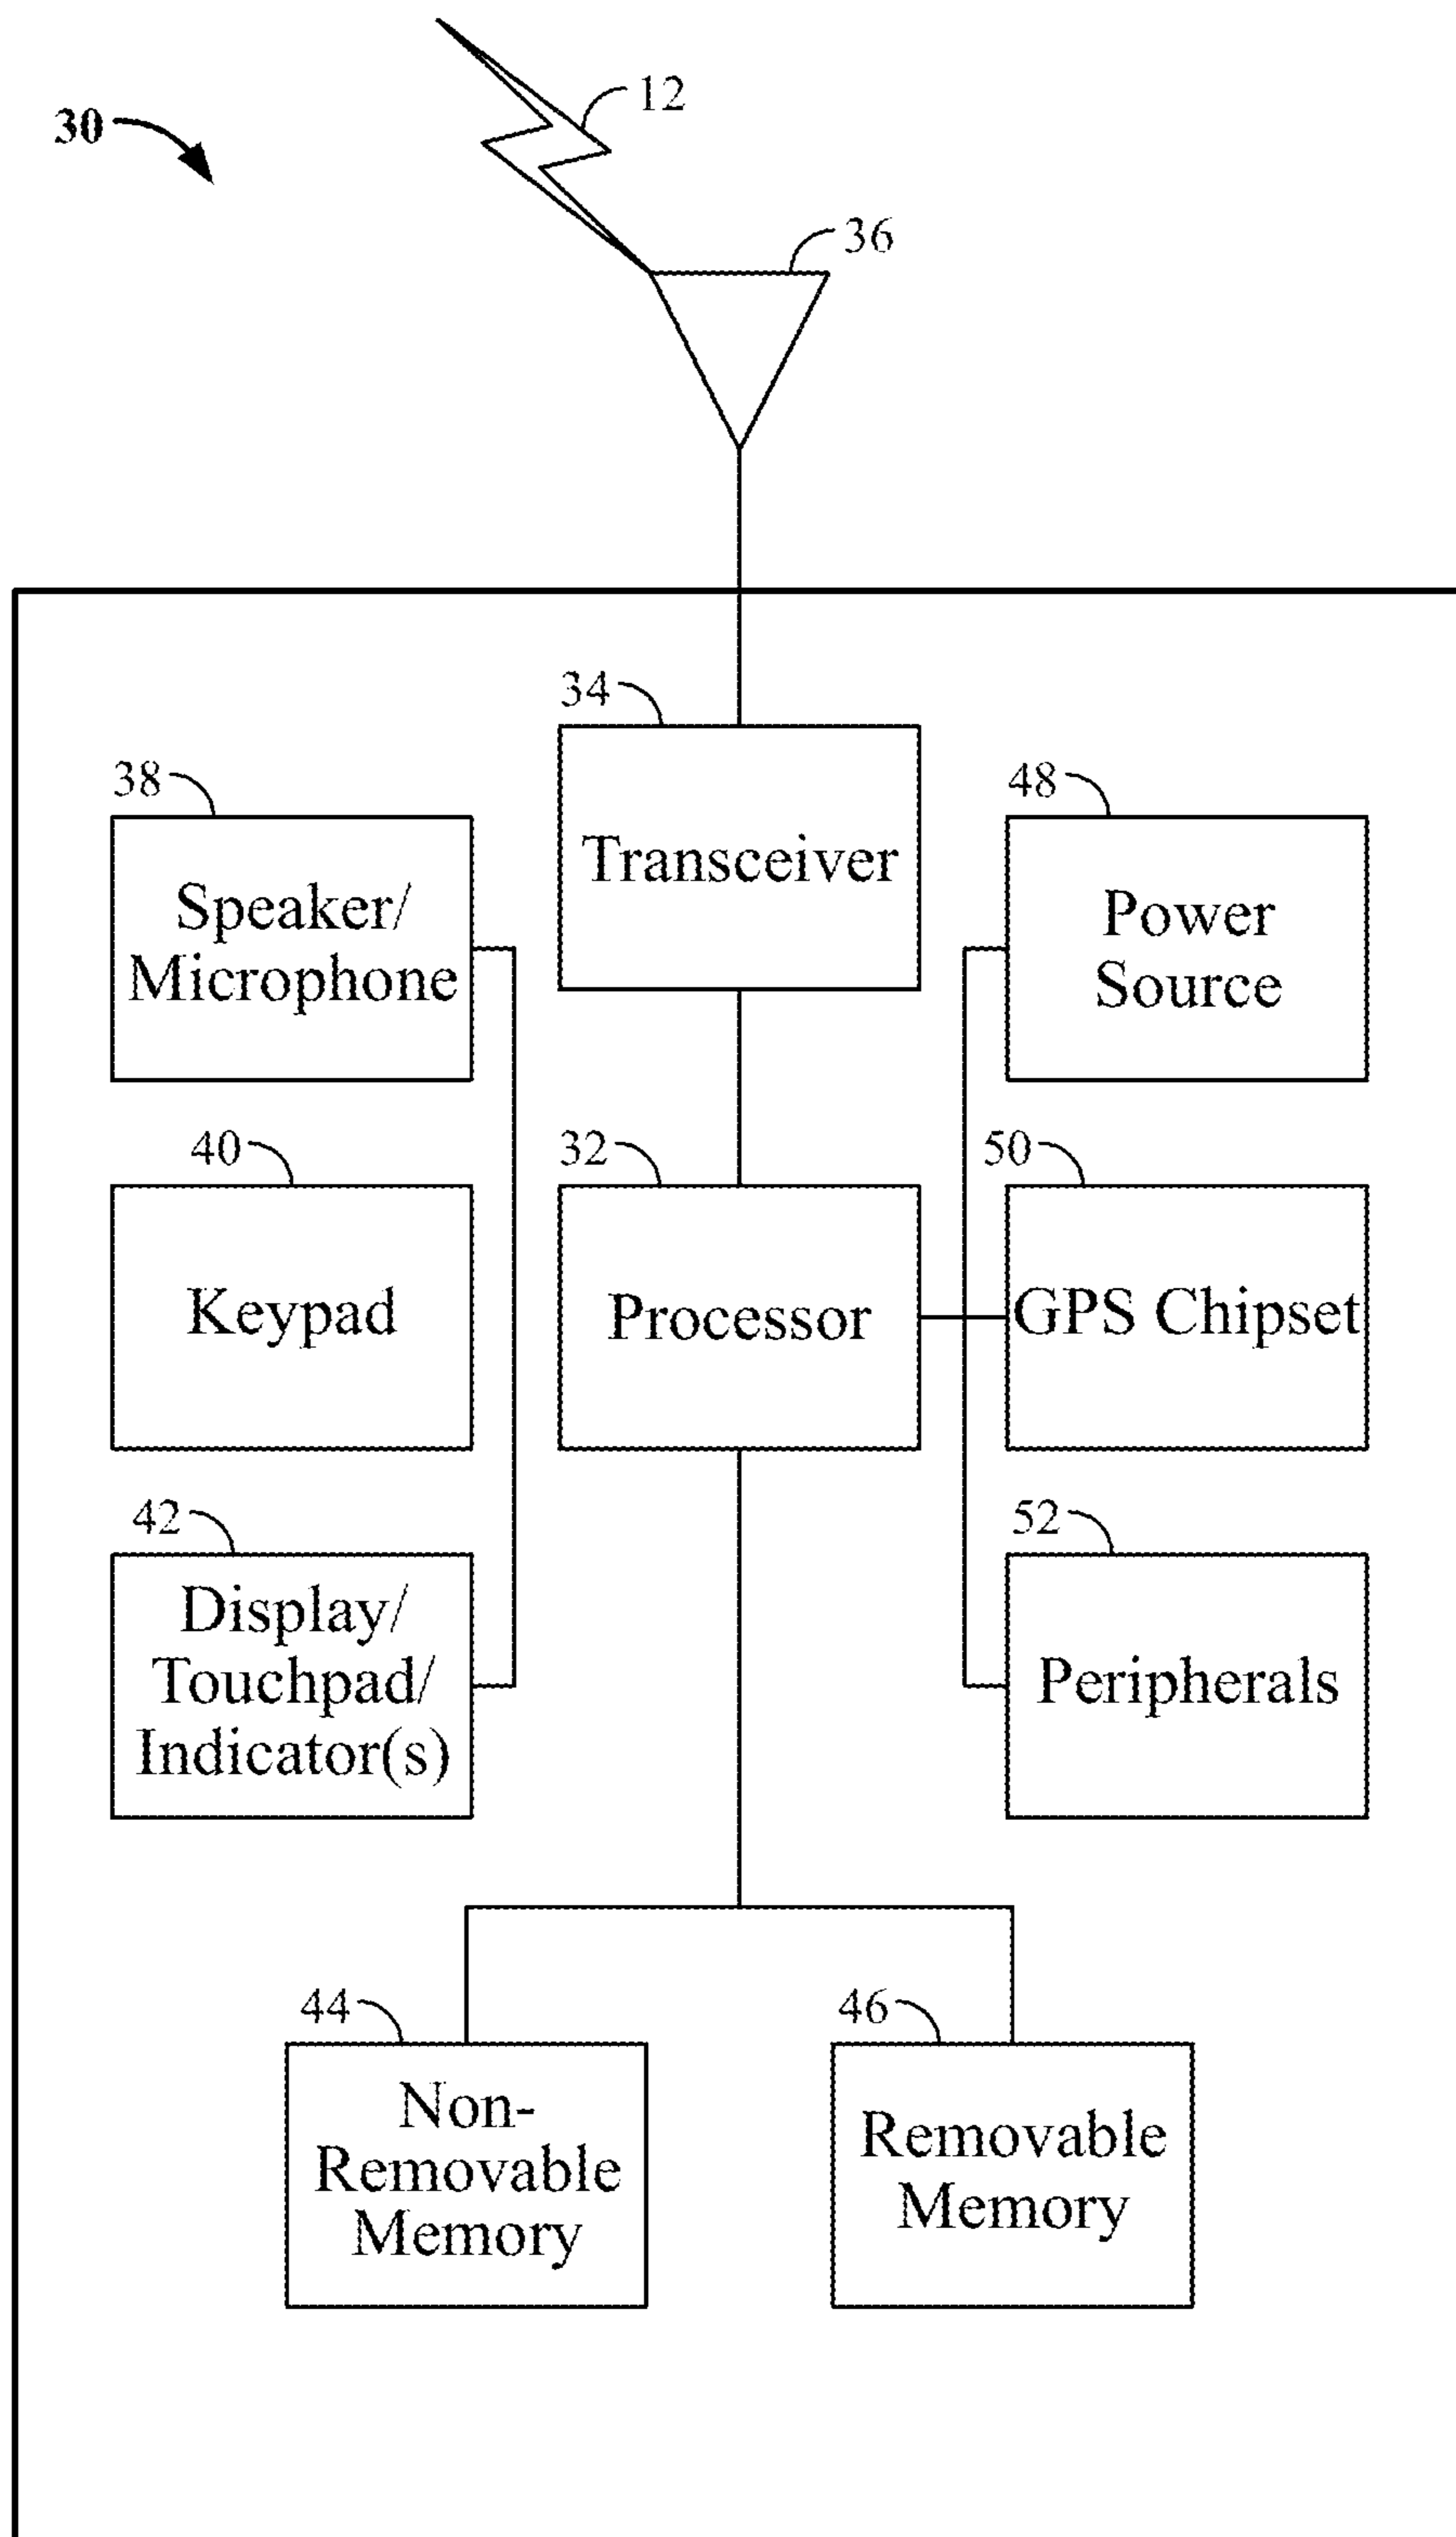 12
30
36
34
38
48
Transceiver
Speaker/
Microphone
Power
Source
40
32
50
Keypad
Processor
GPS Chipset
42
52
Display/
Touchpad/
Indicator(s)
Peripherals
44
46
Non-
Removable
Memory
Removable
Memory